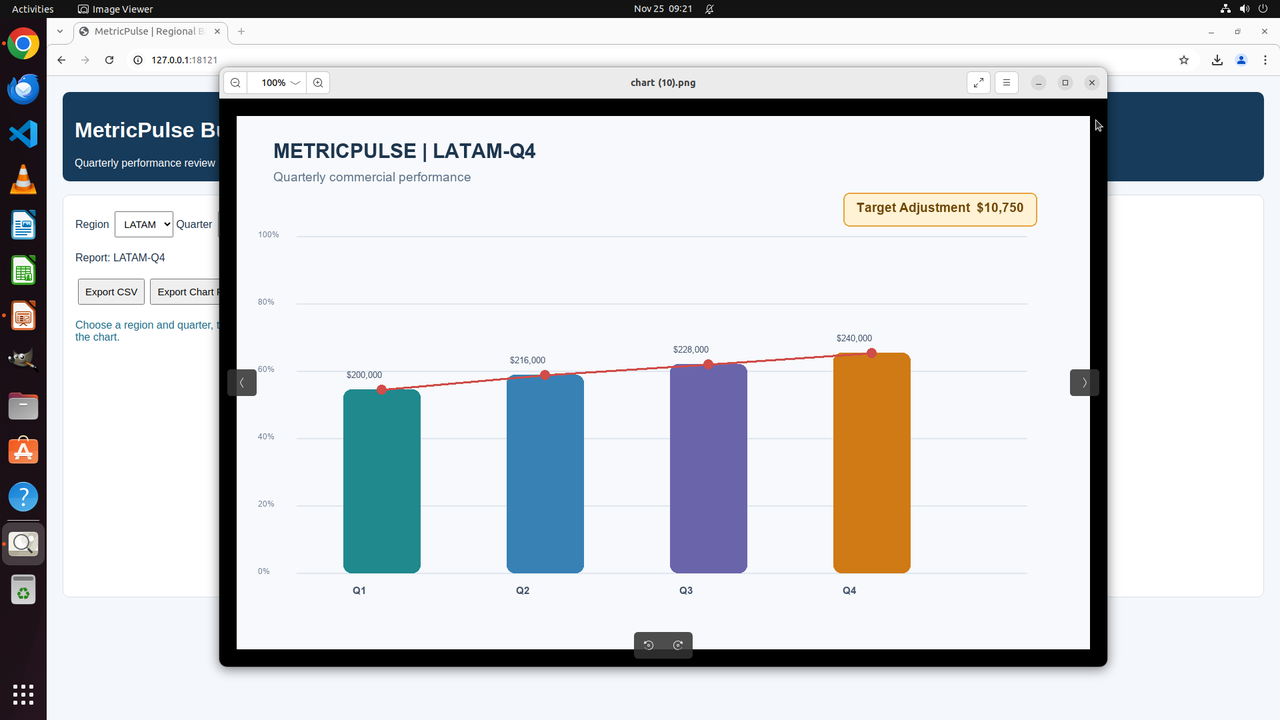 Activities
Image Viewer
Nov 25 09:21
MetricPulse | Regional B
127.0.0.1:18121
MetricPulse Bu
Quarterly performance review
Region
LATAM
Quarter
Report: LATAM-Q4
Export CSV
Export Chart P
Choose a region and quarter, t
the chart.
100%
chart (10).png
METRICPULSE | LATAM-Q4
Quarterly commercial performance
Target Adjustment $10,750
100%
80%
60%
40%
20%
0%
$200,000
$216,000
$228,000
$240,000
Q1
Q2
Q3
Q4